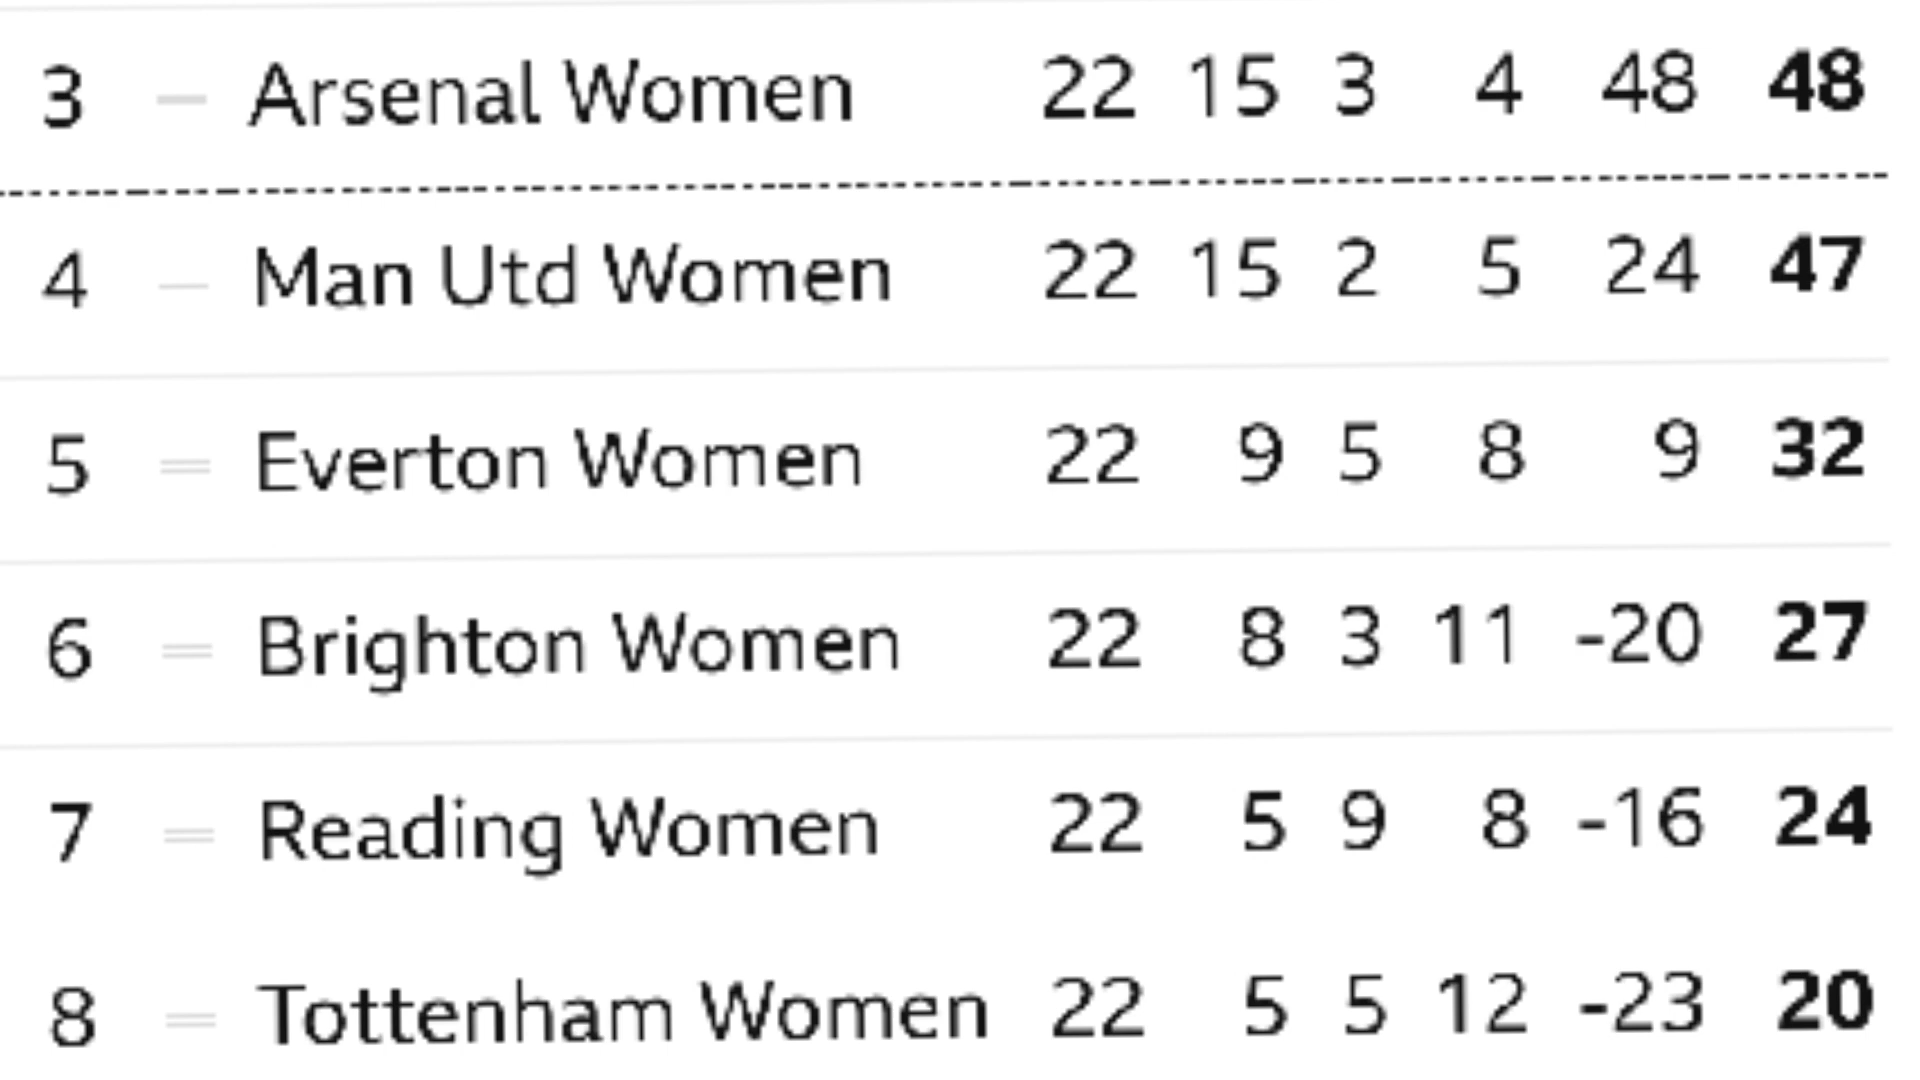 3 – Arsenal Women 22 15 3 4 48 48
4 – Man Utd Women 22 15 2 5 24 47
5 = Everton Women 22 9 5 8 9 32
6 = Brighton Women 22 8 3 11 -20 27
7 = Reading Women 22 5 9 8 -16 24
8 = Tottenham Women 22 5 5 12 -23 20